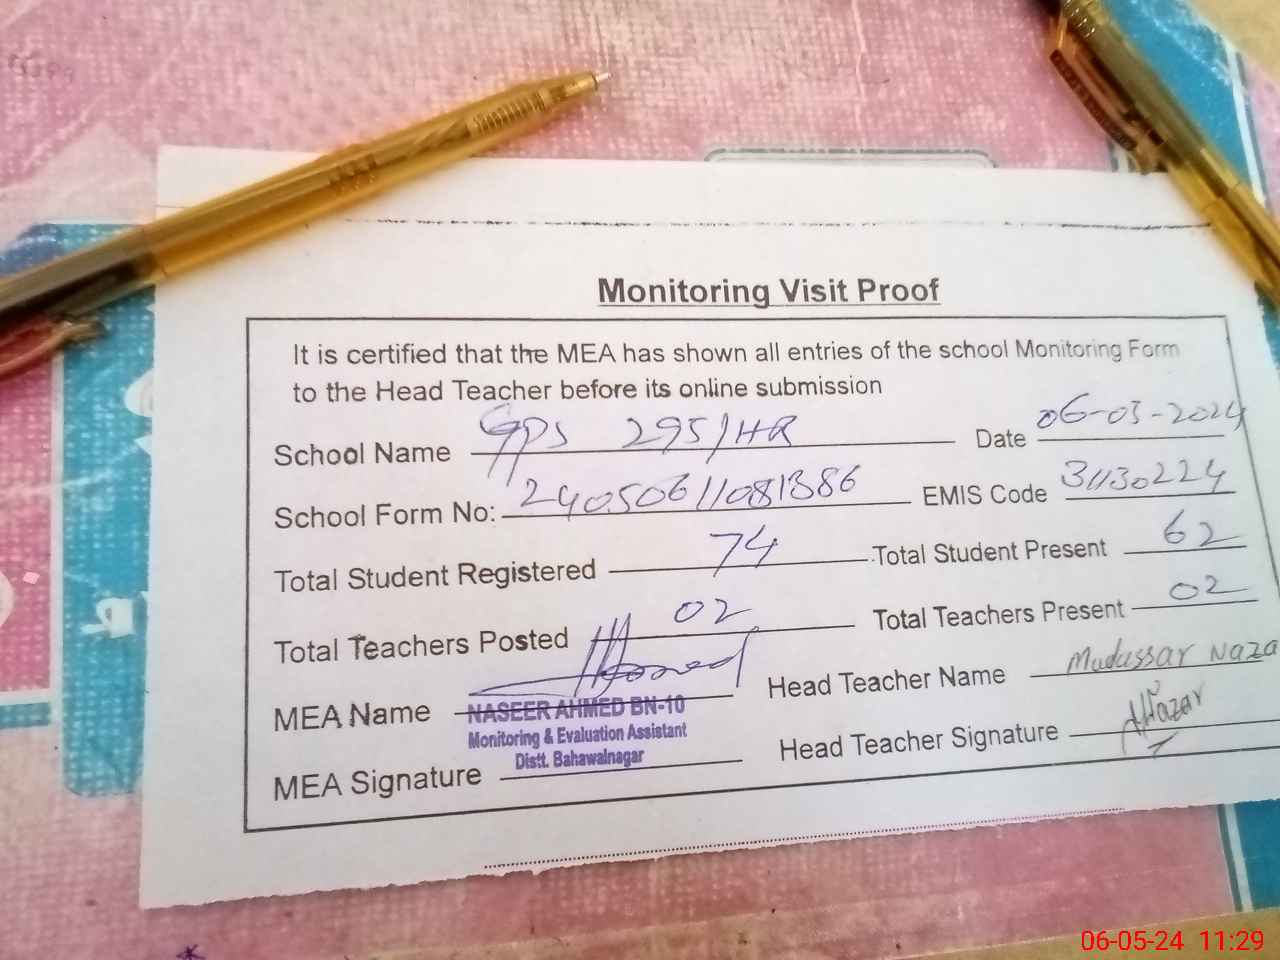 Monitoring Visit Proof
It is certified that the MEA has shown all entries of the school Monitoring Form
to the Head Teacher before its online submission
School Name GPS 295/HR Date 06-05-2024
School Form No: 24050611081386 EMIS Code 31130224
Total Student Registered 74 Total Student Present 62
Total Teachers Posted 02 Total Teachers Present 02
MEA Name NASEER AHMED BN-10 Head Teacher Name Mudassar Naza
Monitoring & Evaluation Assistant
Distt. Bahawalnagar
MEA Signature Head Teacher Signature MNazar
06-05-24 11:29